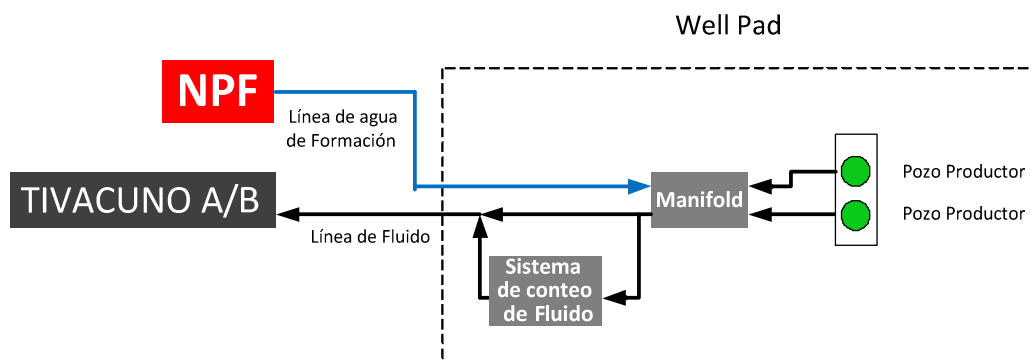 Well Pad
NPF
Línea de agua
de Formación
TIVACUNO A/B
Línea de Fluido
Manifold
Pozo Productor
Pozo Productor
Sistema
de conteo
de Fluido